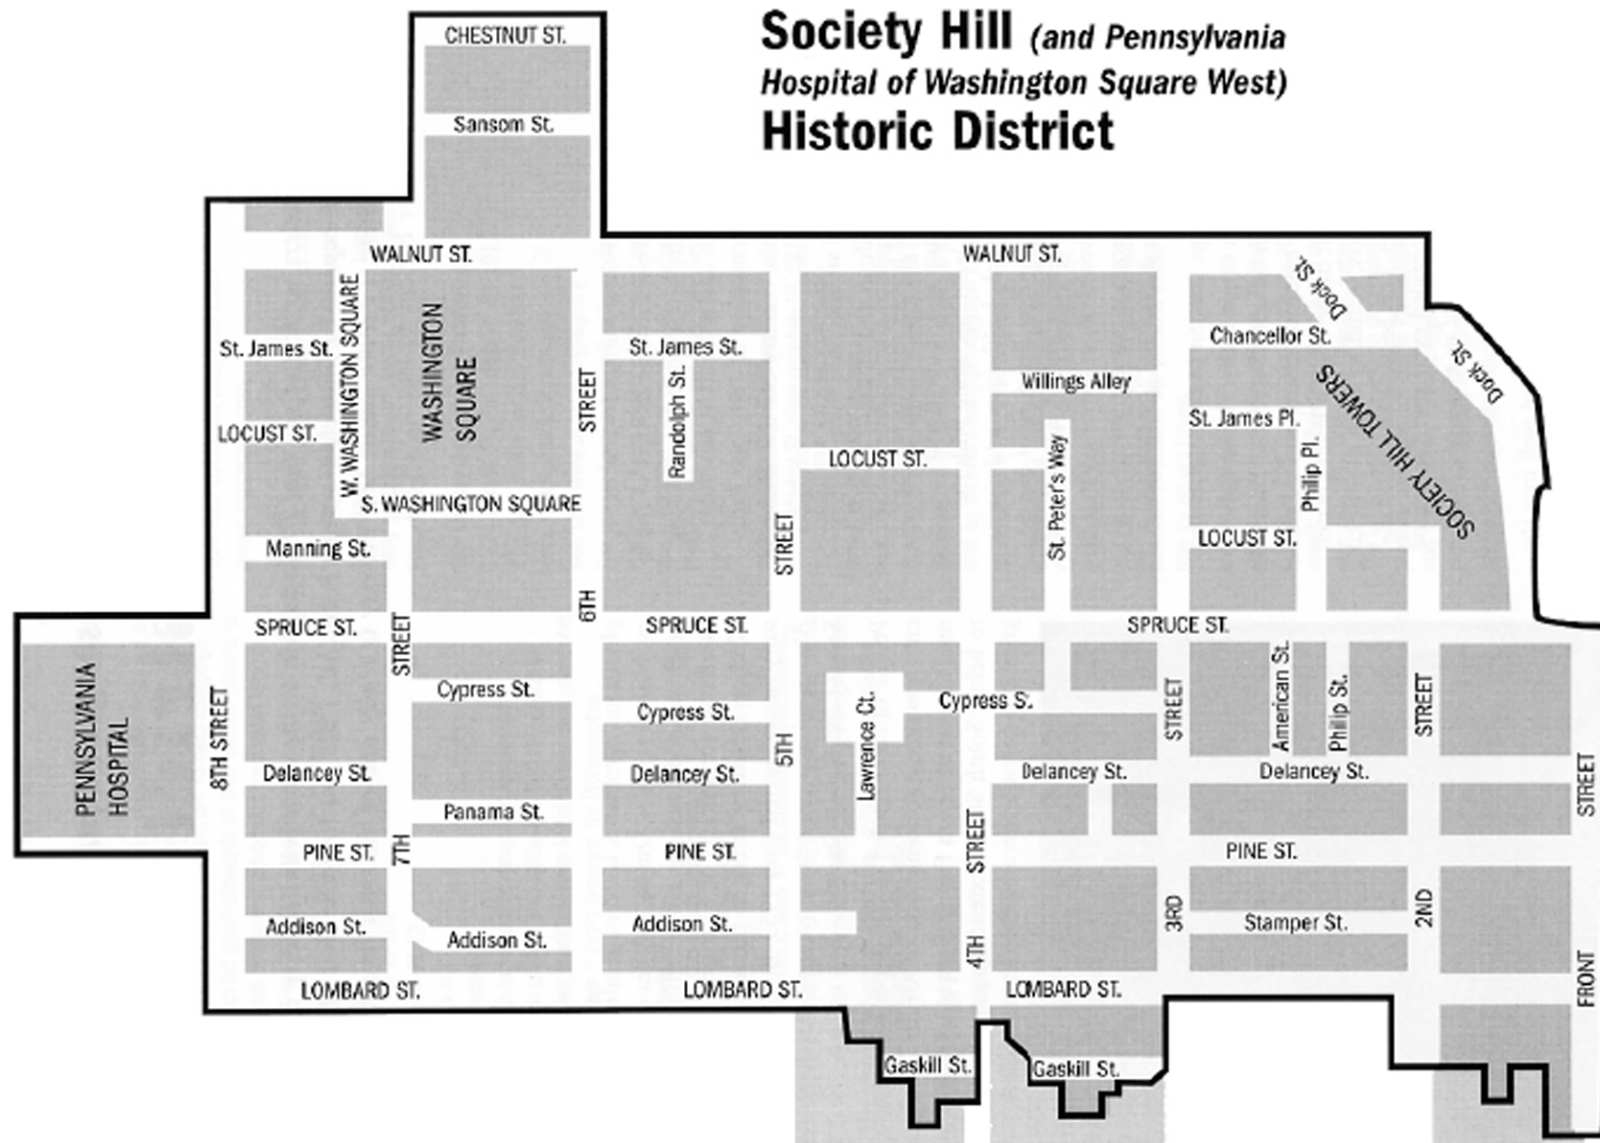 Society Hill (and Pennsylvania
Hospital of Washington Square West)
Historic District
CHESTNUT ST.
Sansom St.
WALNUT ST.
WALNUT ST.
Dock St.
Chancellor St.
Dock St.
St. James St.
W. WASHINGTON SQUARE
WASHINGTON
SQUARE
STREET
St. James St.
Randolph St.
Willings Alley
SOCIETY HILL TOWERS
St. James Pl.
Phillip Pl.
LOCUST ST.
LOCUST ST.
St. Peter's Way
S. WASHINGTON SQUARE
STREET
LOCUST ST.
Manning St.
6TH
SPRUCE ST.
STREET
SPRUCE ST.
SPRUCE ST.
PENNSYLVANIA
HOSPITAL
8TH STREET
Cypress St.
Cypress St.
5TH
Lawrence Ct.
Cypress S.
STREET
American St.
Phillip St.
STREET
Delancey St.
Delancey St.
Delancey St.
Delancey St.
STREET
Panama St.
PINE ST.
7TH
PINE ST.
STREET
PINE ST.
Addison St.
Addison St.
Addison St.
4TH
3RD
Stamper St.
2ND
FRONT
LOMBARD ST.
LOMBARD ST.
LOMBARD ST.
Gaskill St.
Gaskill St.